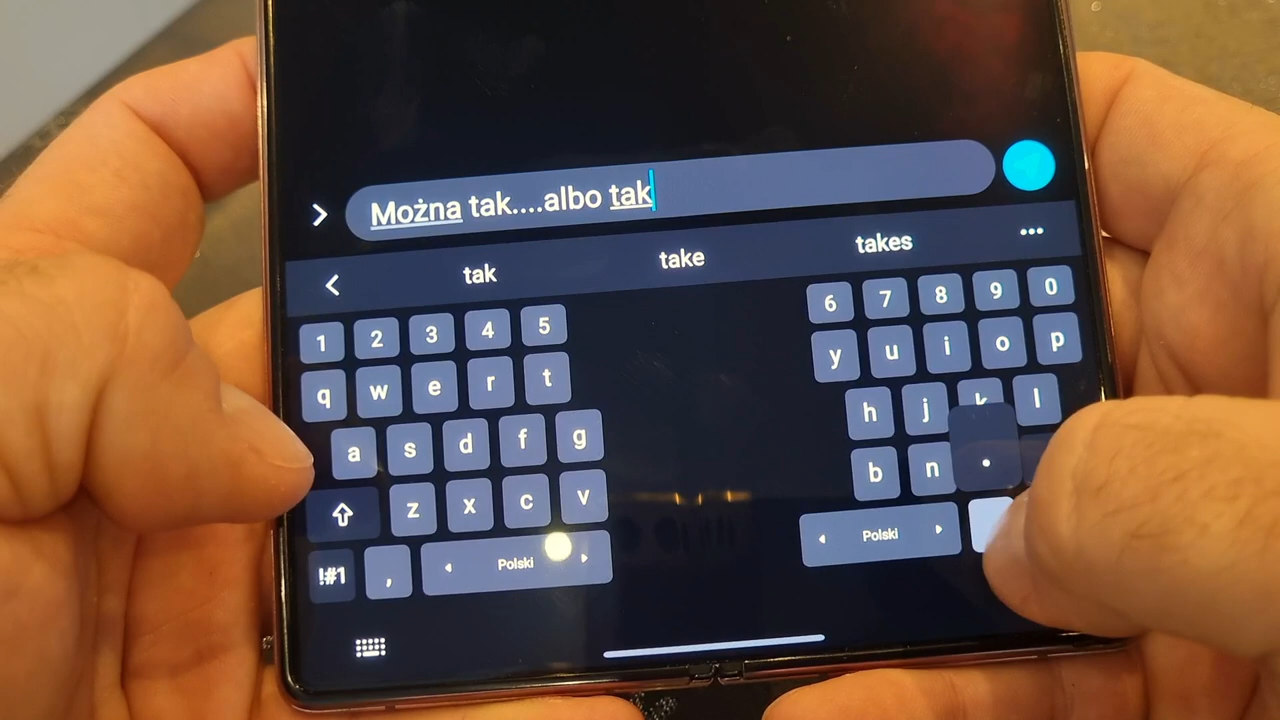 Można tak....albo tak
tak take takes ...
1 2 3 4 5 6 7 8 9 0
q w e r t y u i o p
a s d f g h j k l
z x c v b n .
!#1 , Polski Polski